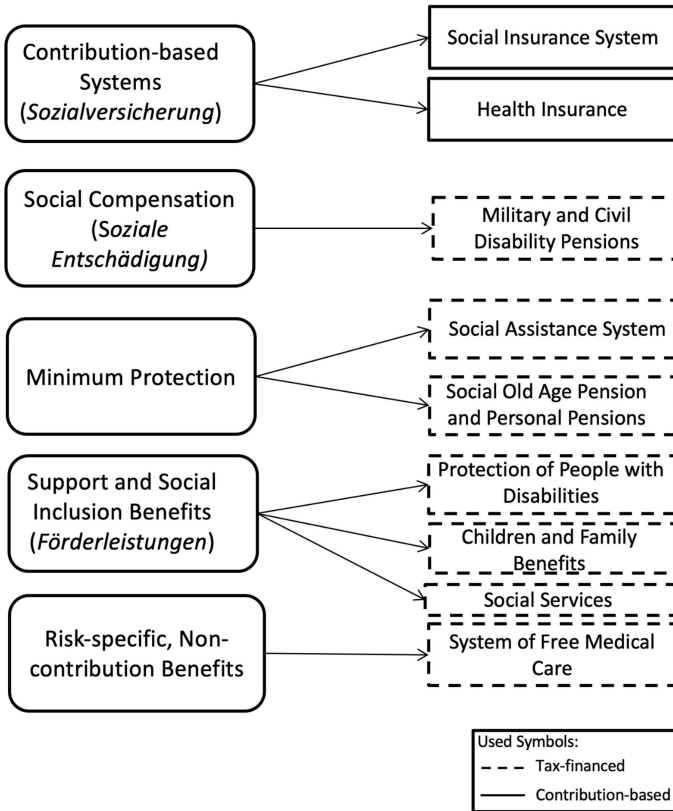 Contribution-based
Systems
(Sozialversicherung)
Social Insurance System
Health Insurance
Social Compensation
(Soziale
Entschädigung)
Military and Civil
Disability Pensions
Minimum Protection
Social Assistance System
Social Old Age Pension
and Personal Pensions
Support and Social
Inclusion Benefits
(Förderleistungen)
Protection of People with
Disabilities
Children and Family
Benefits
Social Services
Risk-specific, Non-
contribution Benefits
System of Free Medical
Care
Used Symbols:
Tax-financed
Contribution-based